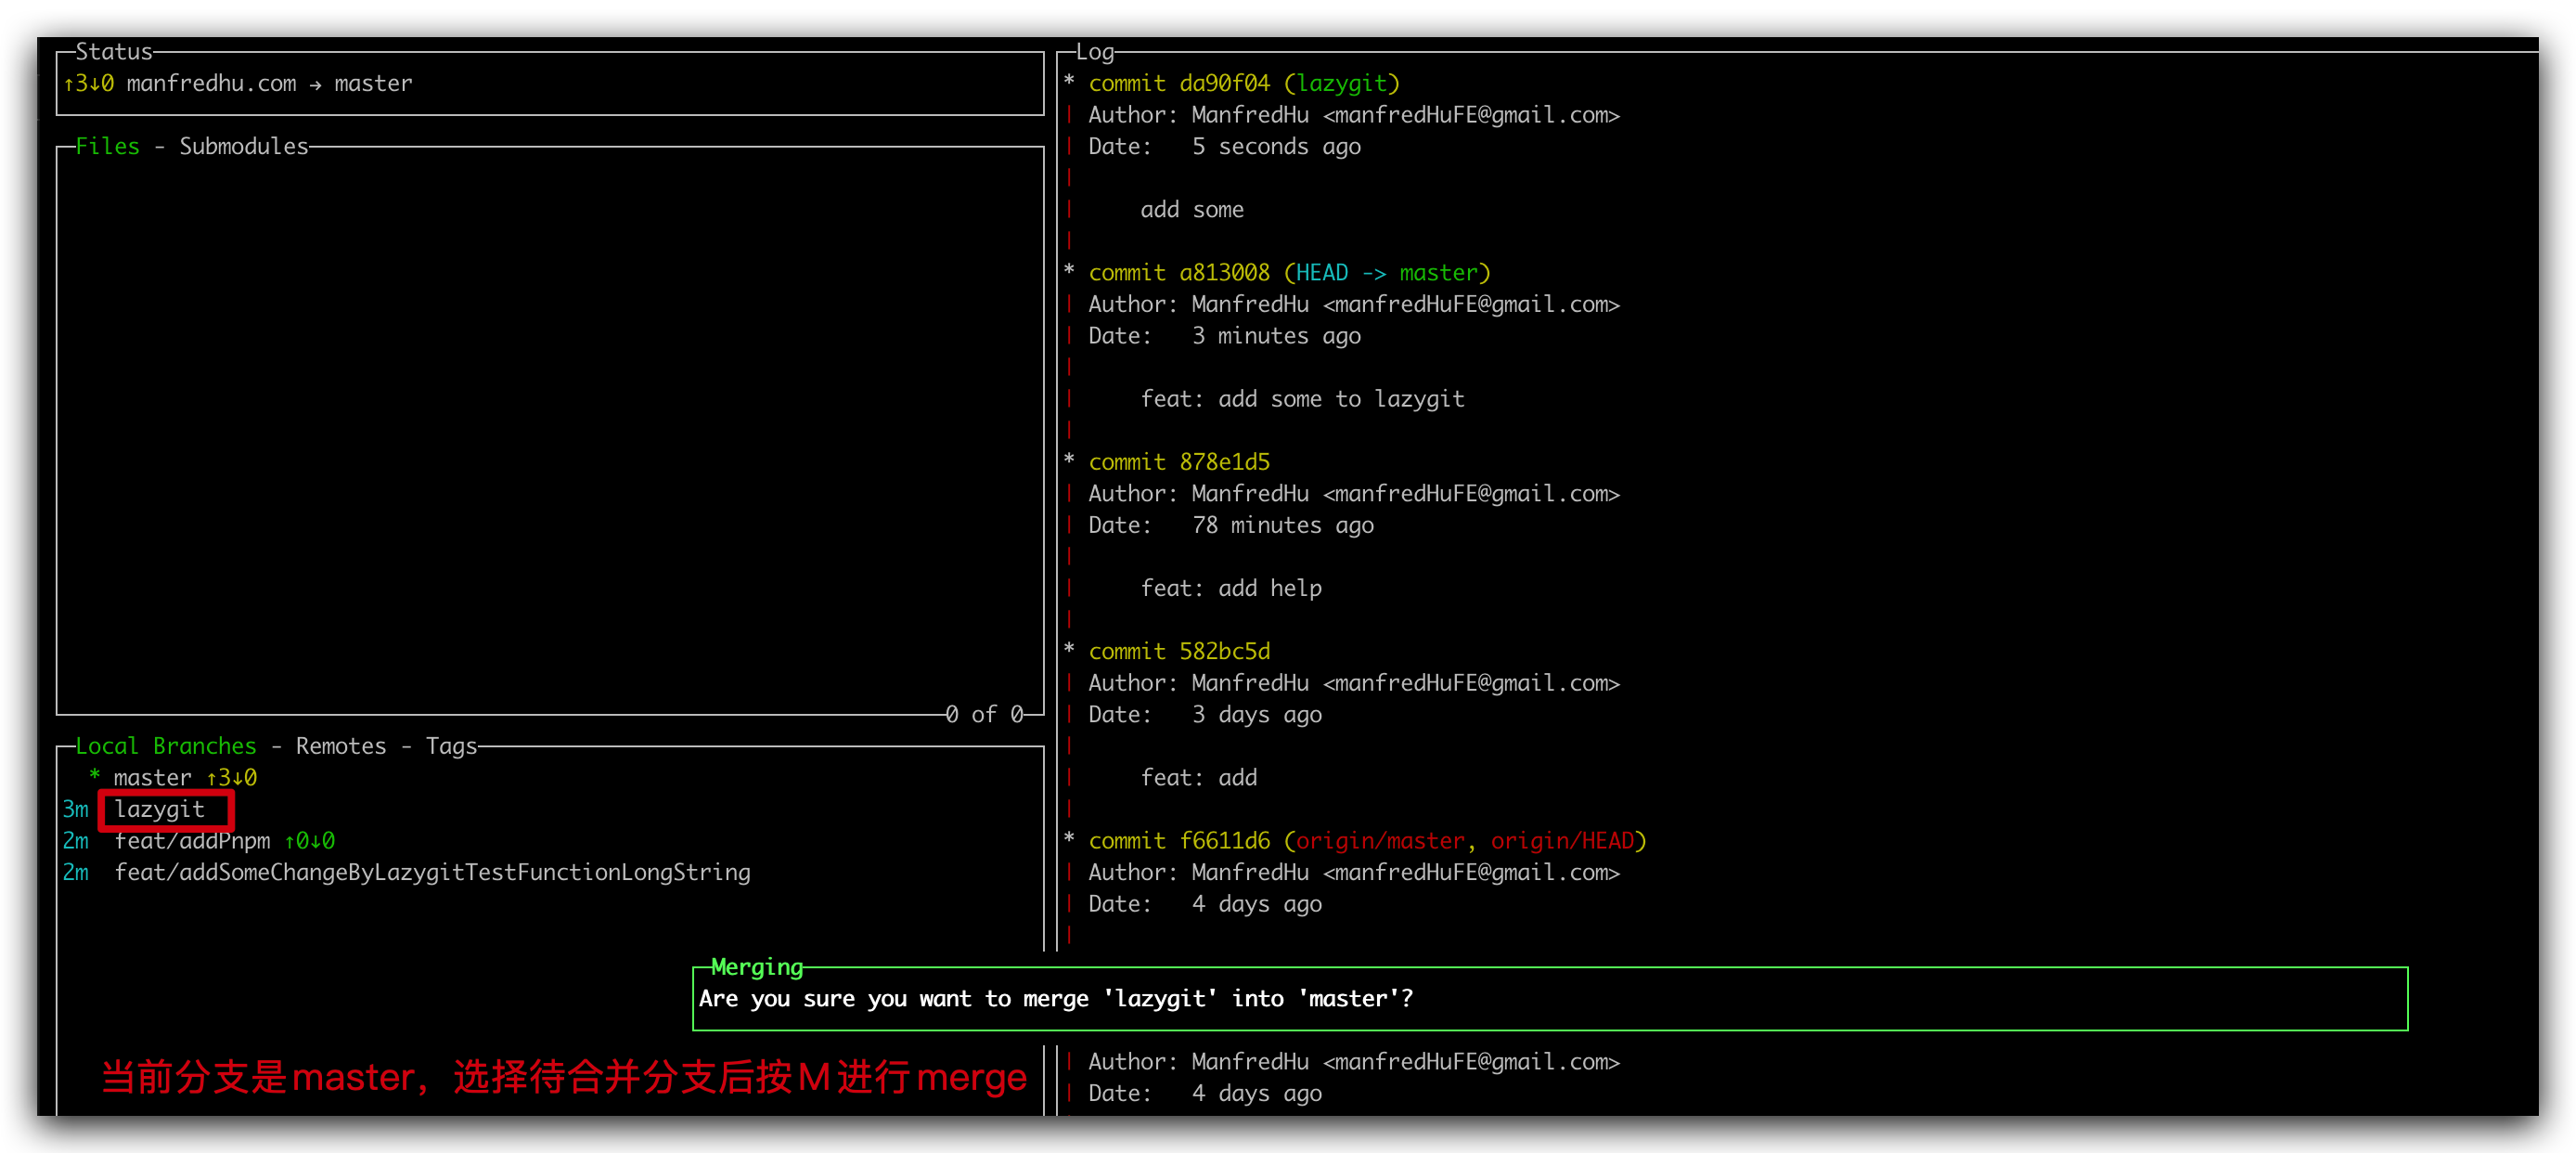 Status
↑3↓0 manfredhu.com → master
Files - Submodules
0 of 0
Local Branches - Remotes - Tags
* master ↑3↓0
3m lazygit
2m feat/addPnpm ↑0↓0
2m feat/addSomeChangeByLazygitTestFunctionLongString
当前分支是master，选择待合并分支后按M进行merge
Log
* commit da90f04 (lazygit)
| Author: ManfredHu <manfredHuFE@gmail.com>
| Date:   5 seconds ago
|
|     add some
|
* commit a813008 (HEAD -> master)
| Author: ManfredHu <manfredHuFE@gmail.com>
| Date:   3 minutes ago
|
|     feat: add some to lazygit
|
* commit 878e1d5
| Author: ManfredHu <manfredHuFE@gmail.com>
| Date:   78 minutes ago
|
|     feat: add help
|
* commit 582bc5d
| Author: ManfredHu <manfredHuFE@gmail.com>
| Date:   3 days ago
|
|     feat: add
|
* commit f6611d6 (origin/master, origin/HEAD)
| Author: ManfredHu <manfredHuFE@gmail.com>
| Date:   4 days ago
|
Merging
Are you sure you want to merge 'lazygit' into 'master'?
| Author: ManfredHu <manfredHuFE@gmail.com>
| Date:   4 days ago